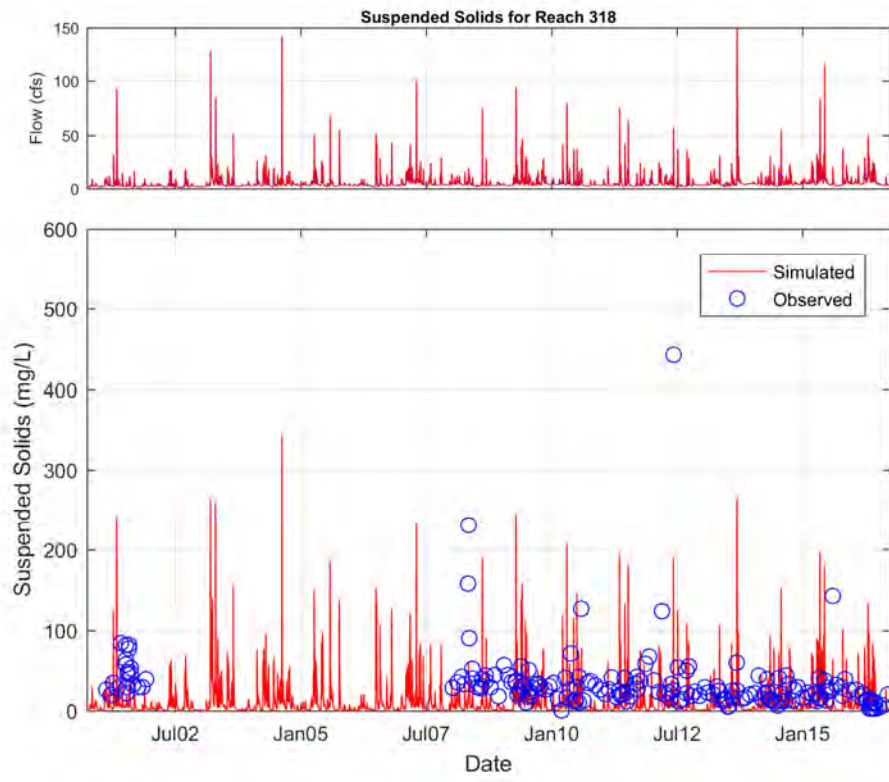 Suspended Solids for Reach 318
150
100
50
0
Flow (cfs)
600
500
400
300
200
100
0
Suspended Solids (mg/L)
Simulated
Observed
Jul02 Jan05 Jul07 Jan10 Jul12 Jan15
Date